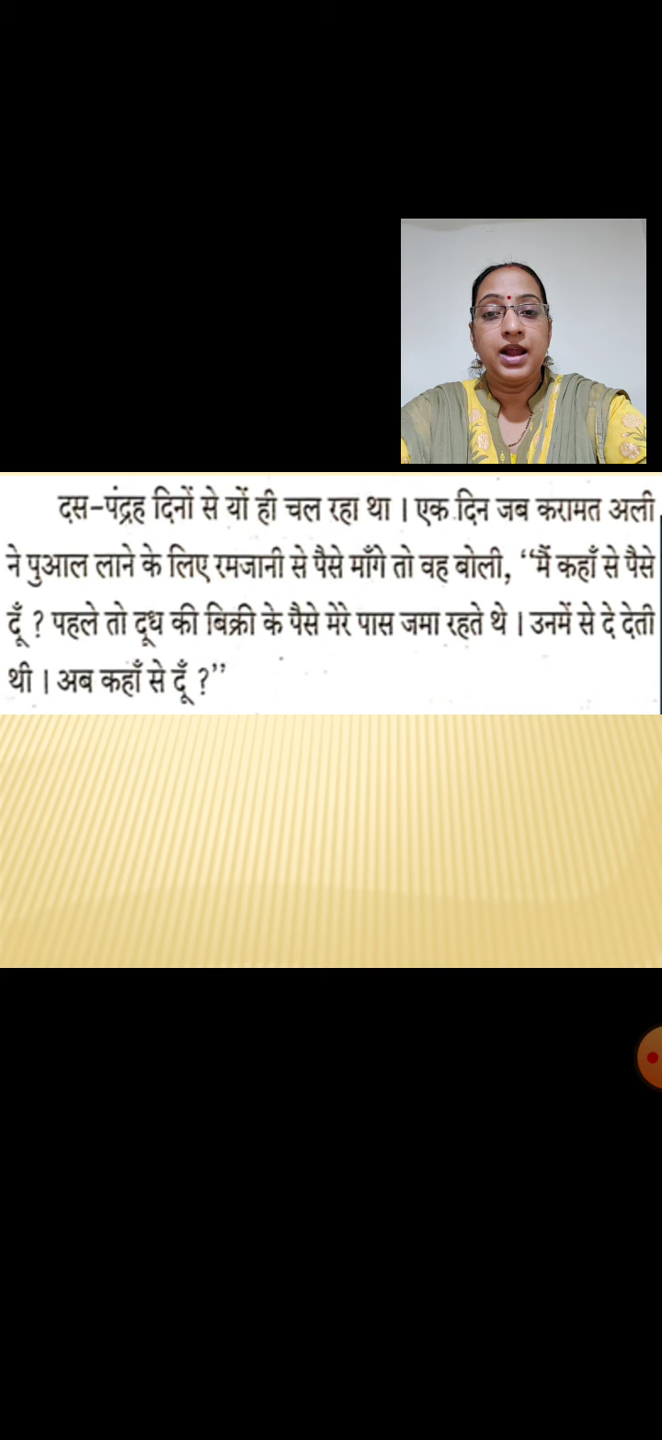 दस-पंद्रह दिनों से यों ही चल रहा था । एक दिन जब करामत अली
ने पुआल लाने के लिए रमजानी से पैसे माँगे तो वह बोली, ‘‘मैं कहाँ से पैसे
दूँ ? पहले तो दूध की बिक्री के पैसे मेरे पास जमा रहते थे । उनमें से दे देती
थी । अब कहाँ से दूँ ?’’